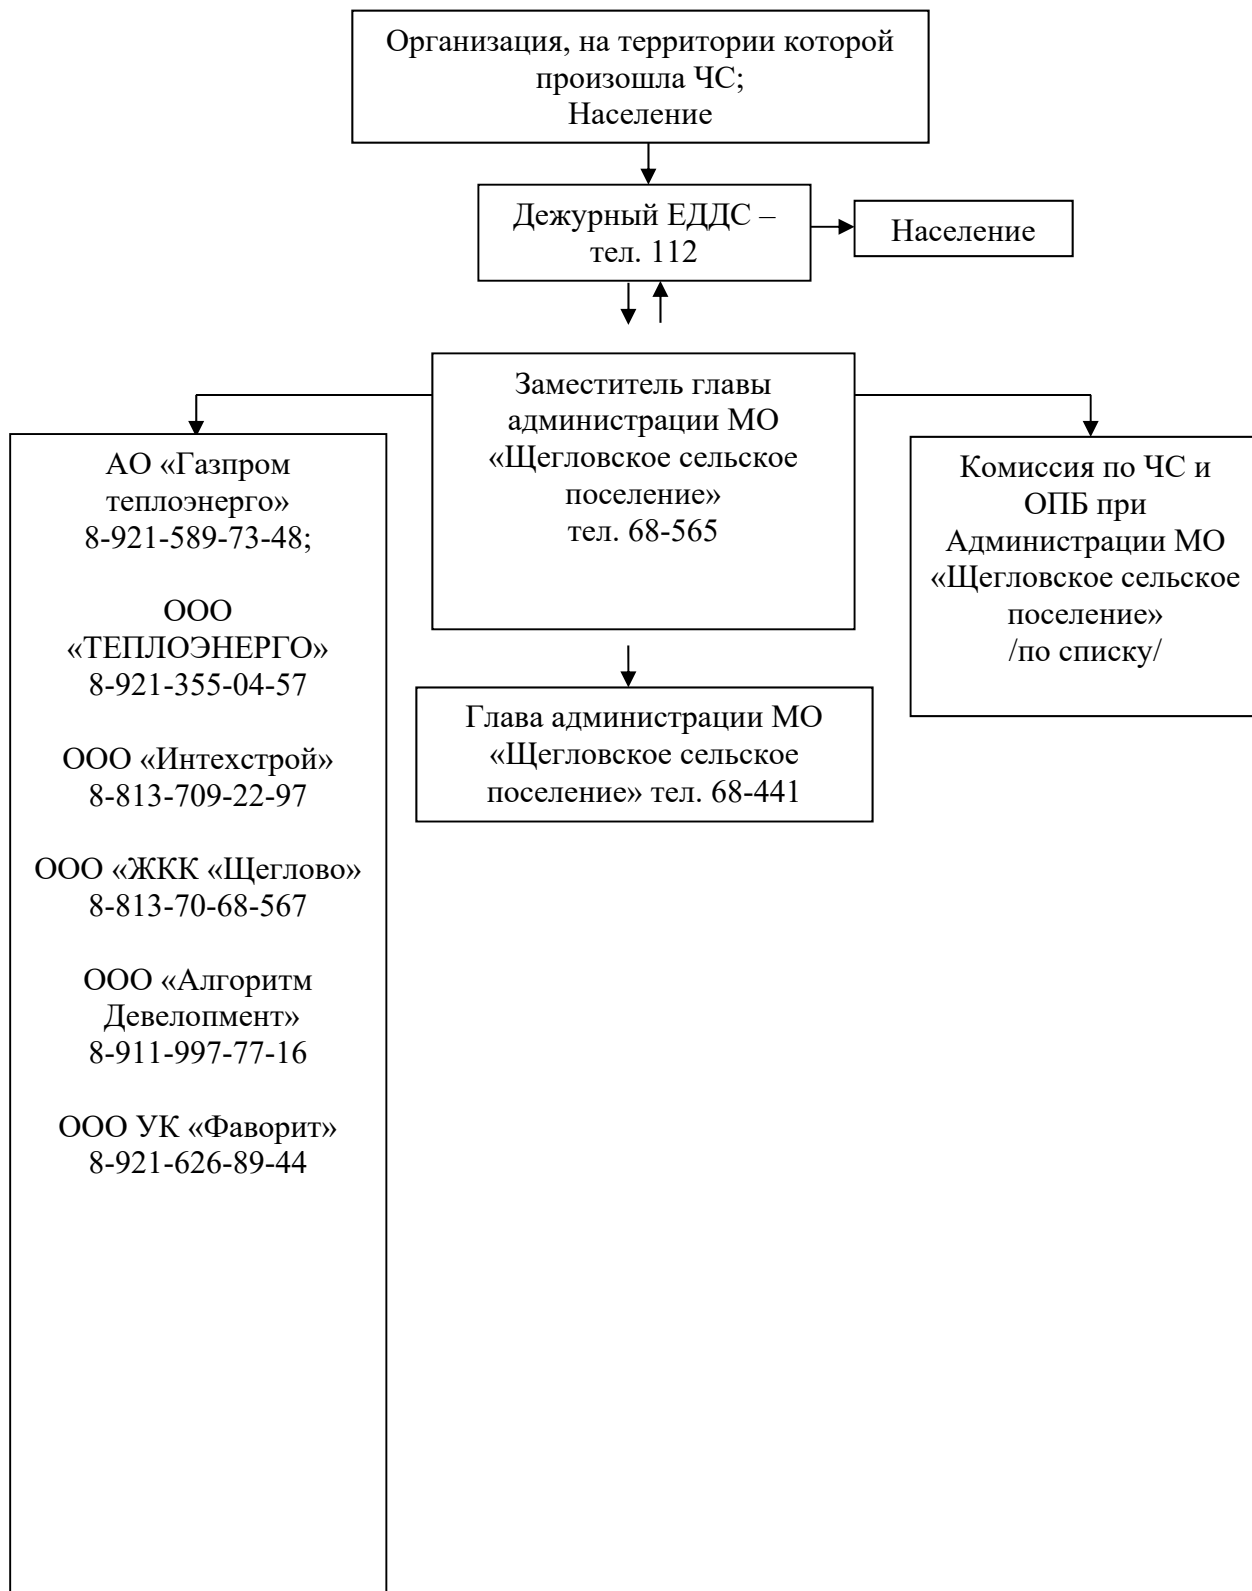 Организация, на территории которой
произошла ЧС;
Население
Дежурный ЕДДС –
тел. 112
Население
Заместитель главы
администрации МО
«Щегловское сельское
поселение»
тел. 68-565
АО «Газпром
теплоэнерго»
8-921-589-73-48;
ООО
«ТЕПЛОЭНЕРГО»
8-921-355-04-57
ООО «Интехстрой»
8-813-709-22-97
ООО «ЖКК «Щеглово»
8-813-70-68-567
ООО «Алгоритм
Девелопмент»
8-911-997-77-16
ООО УК «Фаворит»
8-921-626-89-44
Комиссия по ЧС и
ОПБ при
Администрации МО
«Щегловское сельское
поселение»
/по списку/
Глава администрации МО
«Щегловское сельское
поселение» тел. 68-441